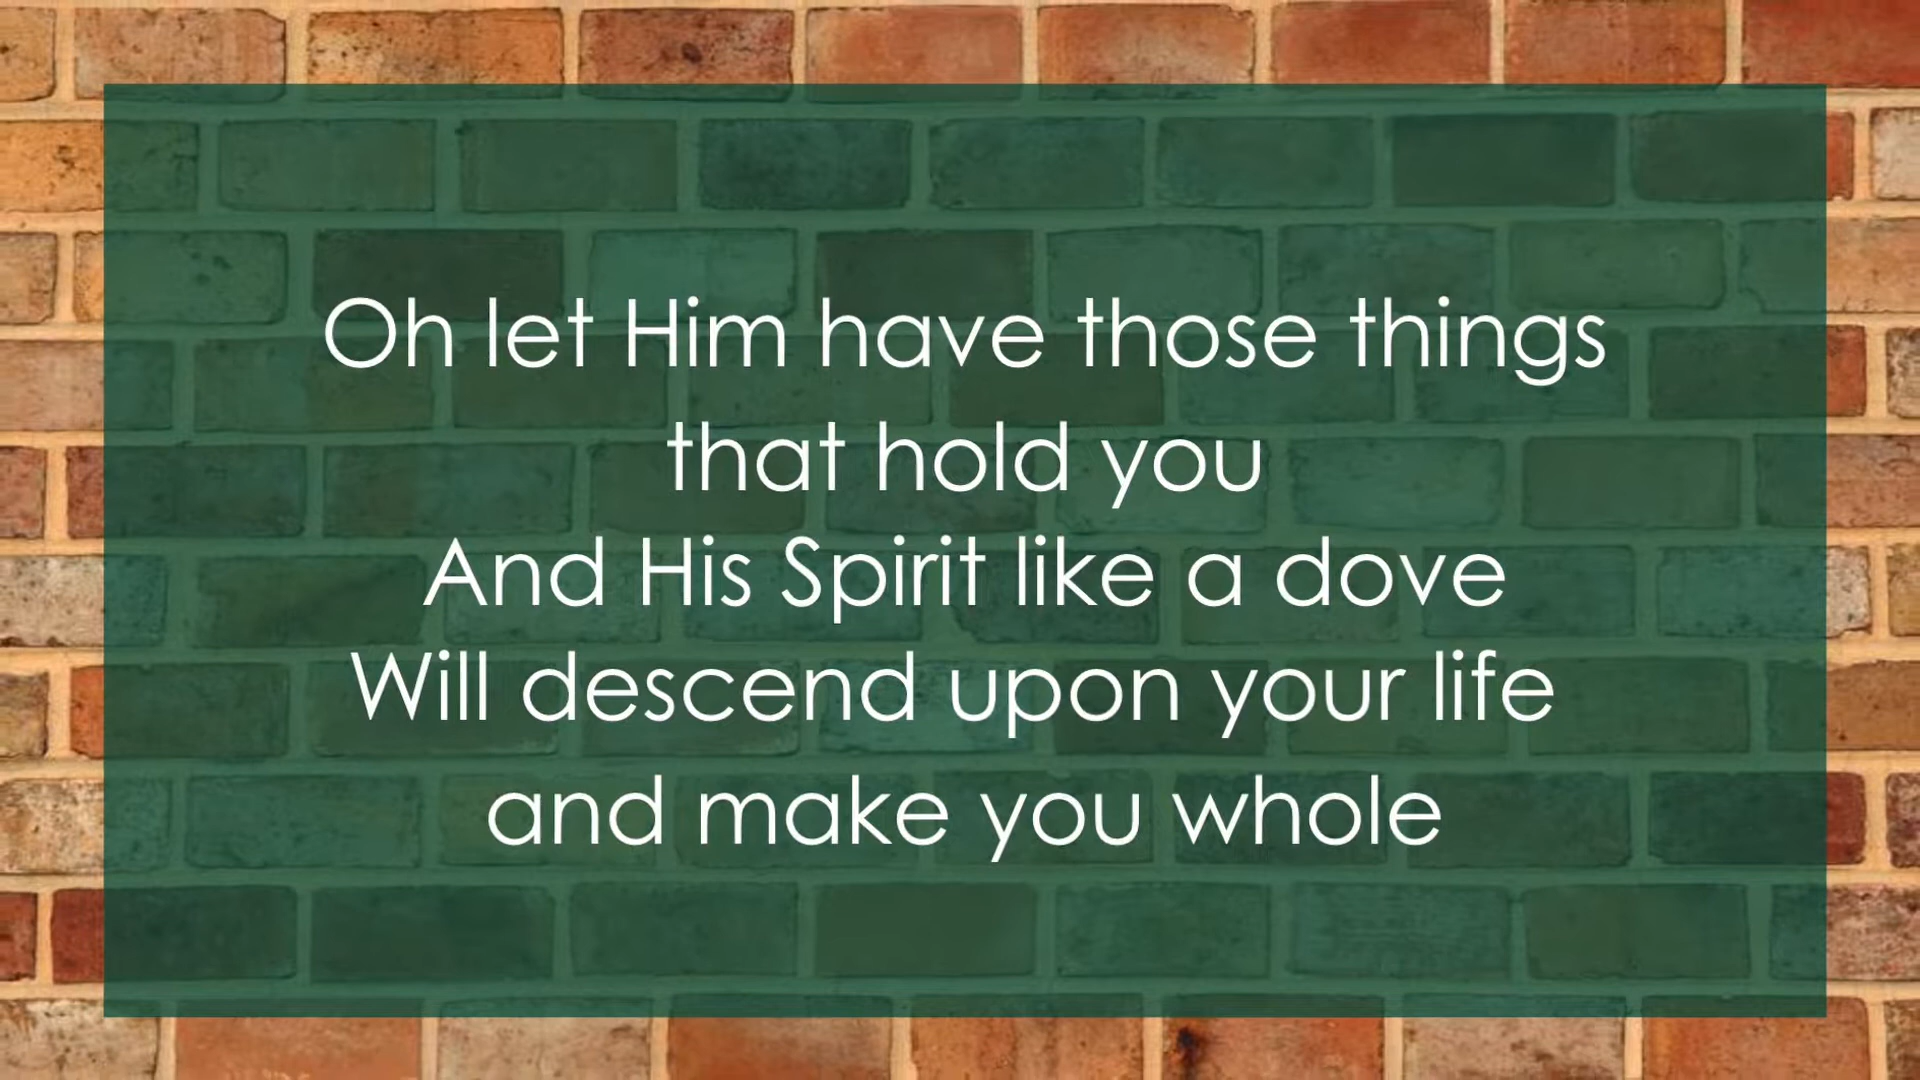 Oh let Him have those things
that hold you
And His Spirit like a dove
Will descend upon your life
and make you whole